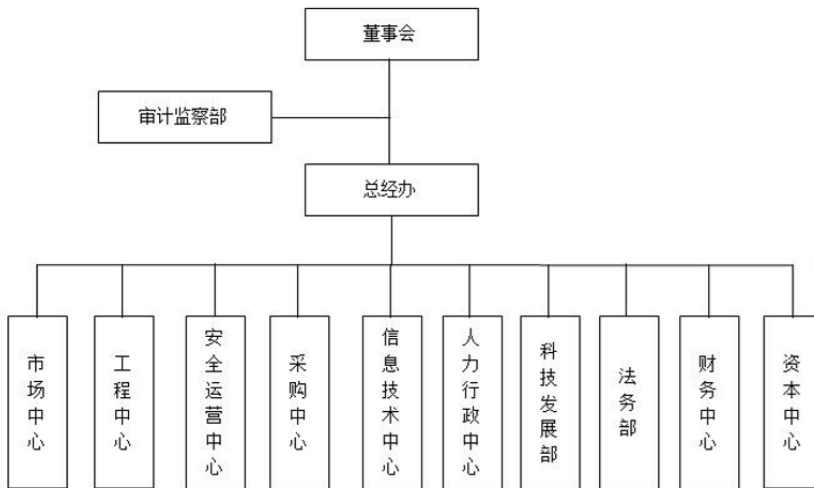 董事会
审计监察部
总经办
市场中心
工程中心
安全运营中心
采购中心
信息技术中心
人力行政中心
科技发展部
法务部
财务中心
资本中心